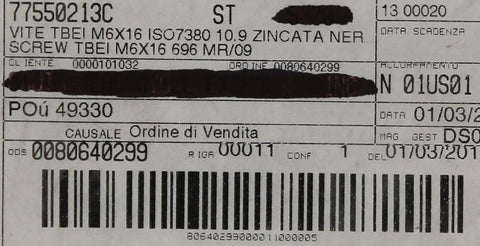 77550213C ST 13 00020
VITE TBEI M6X16 ISO7380 10.9 ZINCATA NER
SCREW TBEI M6X16 696 MR/09
DATA SCADENZA
CLIENTE 0000101032 ORDINE 0080640299
N 01US01
POú 49330
DATA 01/03/2
CAUSALE Ordine di Vendita
MAG GEST DS0
ODS 0080640299 RIGA 00011 CONF 1 DEL 01/03/201
80640299000011000005